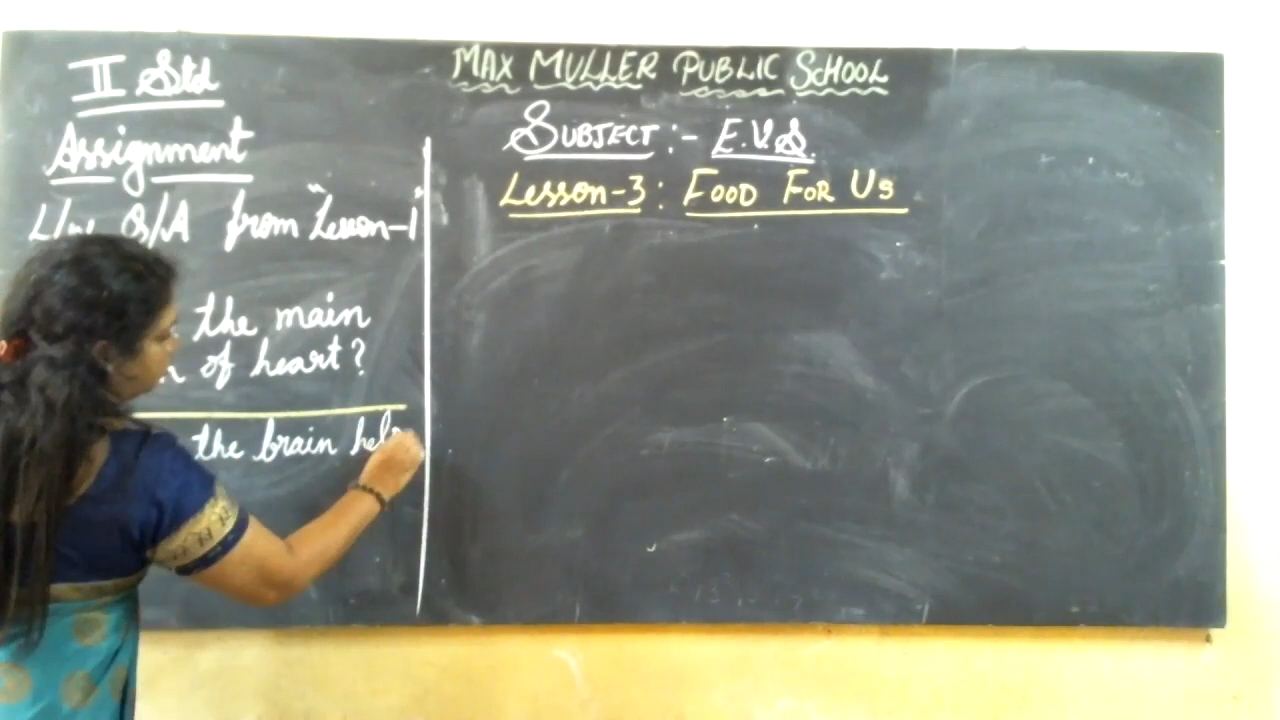 II Std
Assignment
Q/A from "Lesson-1"
the main
of heart?
the brain
MAX MULLER PUBLIC SCHOOL
SUBJECT :- E.V.S.
Lesson-3 : FOOD FOR US